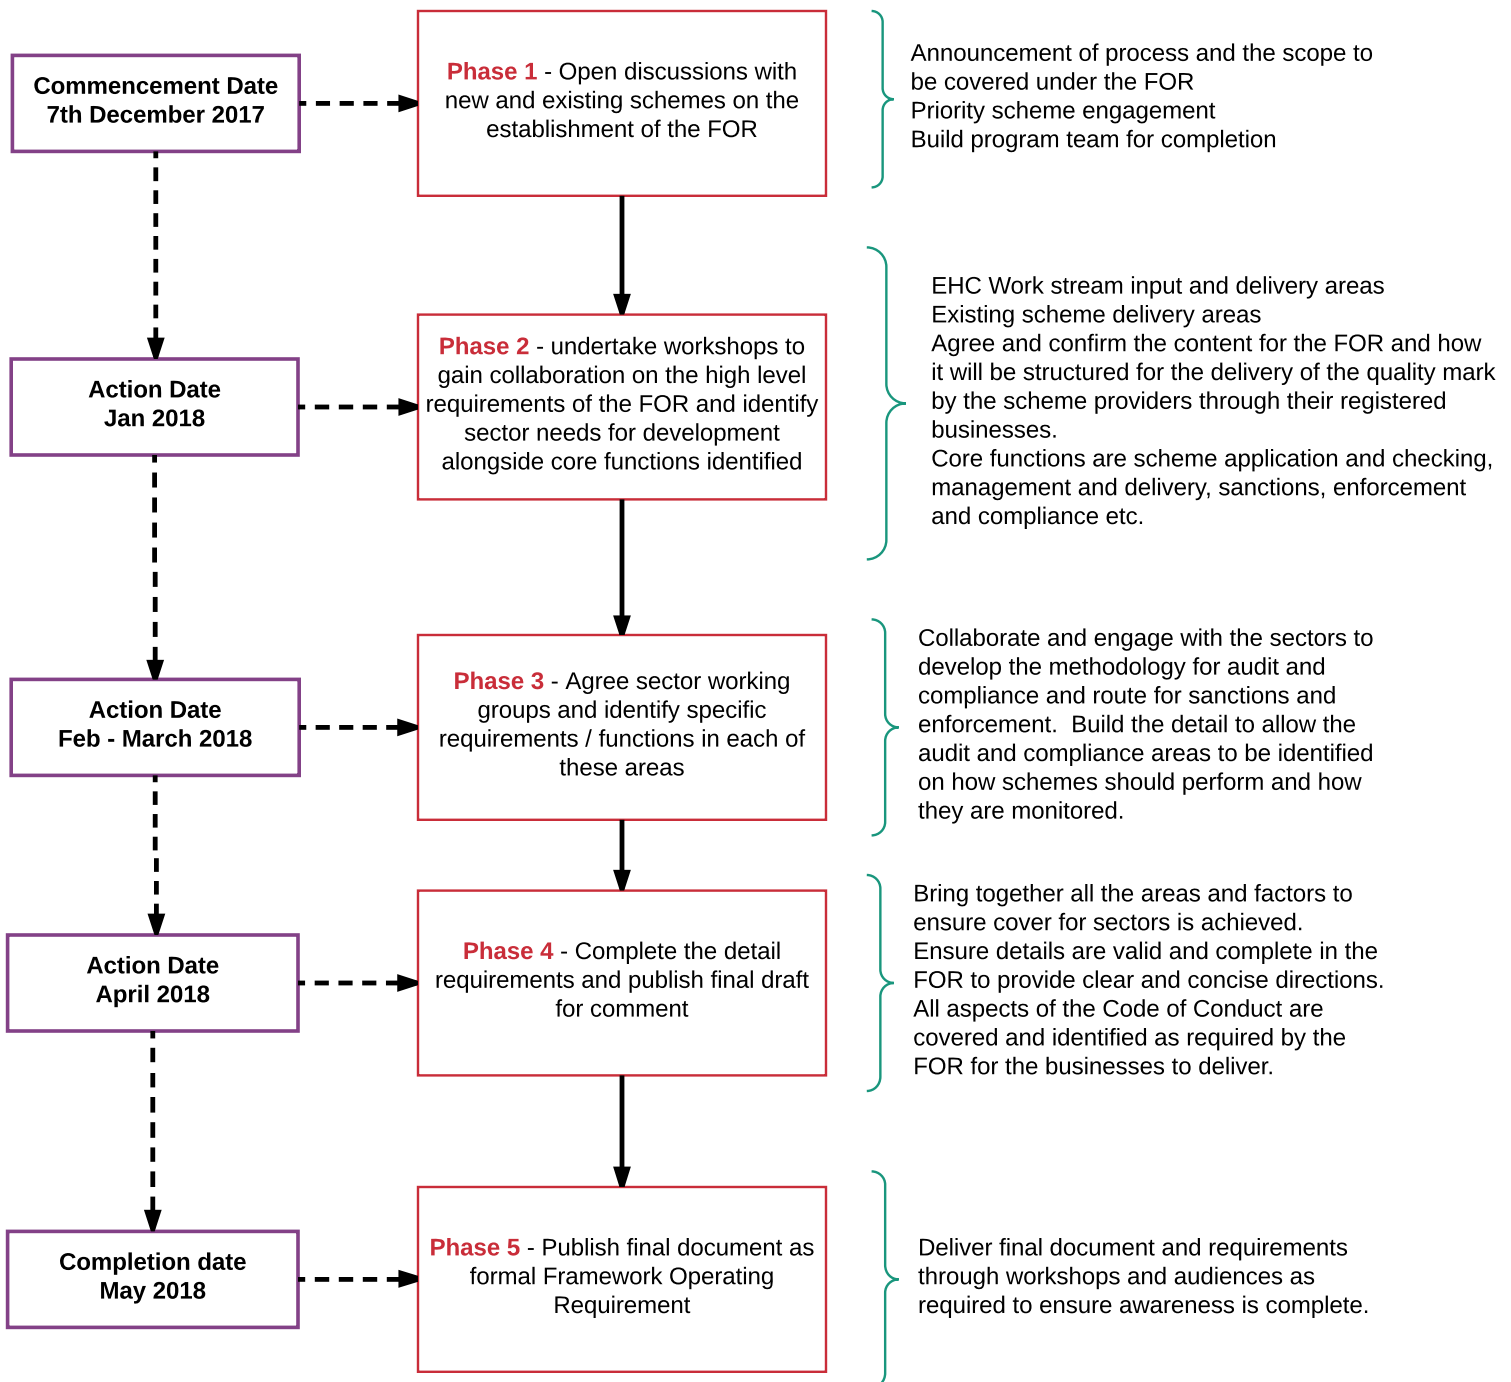 Commencement Date
7th December 2017
Phase 1 - Open discussions with
new and existing schemes on the
establishment of the FOR
Announcement of process and the scope to
be covered under the FOR
Priority scheme engagement
Build program team for completion
Action Date
Jan 2018
Phase 2 - undertake workshops to
gain collaboration on the high level
requirements of the FOR and identify
sector needs for development
alongside core functions identified
EHC Work stream input and delivery areas
Existing scheme delivery areas
Agree and confirm the content for the FOR and how
it will be structured for the delivery of the quality mark
by the scheme providers through their registered
businesses.
Core functions are scheme application and checking,
management and delivery, sanctions, enforcement
and compliance etc.
Action Date
Feb - March 2018
Phase 3 - Agree sector working
groups and identify specific
requirements / functions in each of
these areas
Collaborate and engage with the sectors to
develop the methodology for audit and
compliance and route for sanctions and
enforcement.  Build the detail to allow the
audit and compliance areas to be identified
on how schemes should perform and how
they are monitored.
Action Date
April 2018
Phase 4 - Complete the detail
requirements and publish final draft
for comment
Bring together all the areas and factors to
ensure cover for sectors is achieved.
Ensure details are valid and complete in the
FOR to provide clear and concise directions.
All aspects of the Code of Conduct are
covered and identified as required by the
FOR for the businesses to deliver.
Completion date
May 2018
Phase 5 - Publish final document as
formal Framework Operating
Requirement
Deliver final document and requirements
through workshops and audiences as
required to ensure awareness is complete.